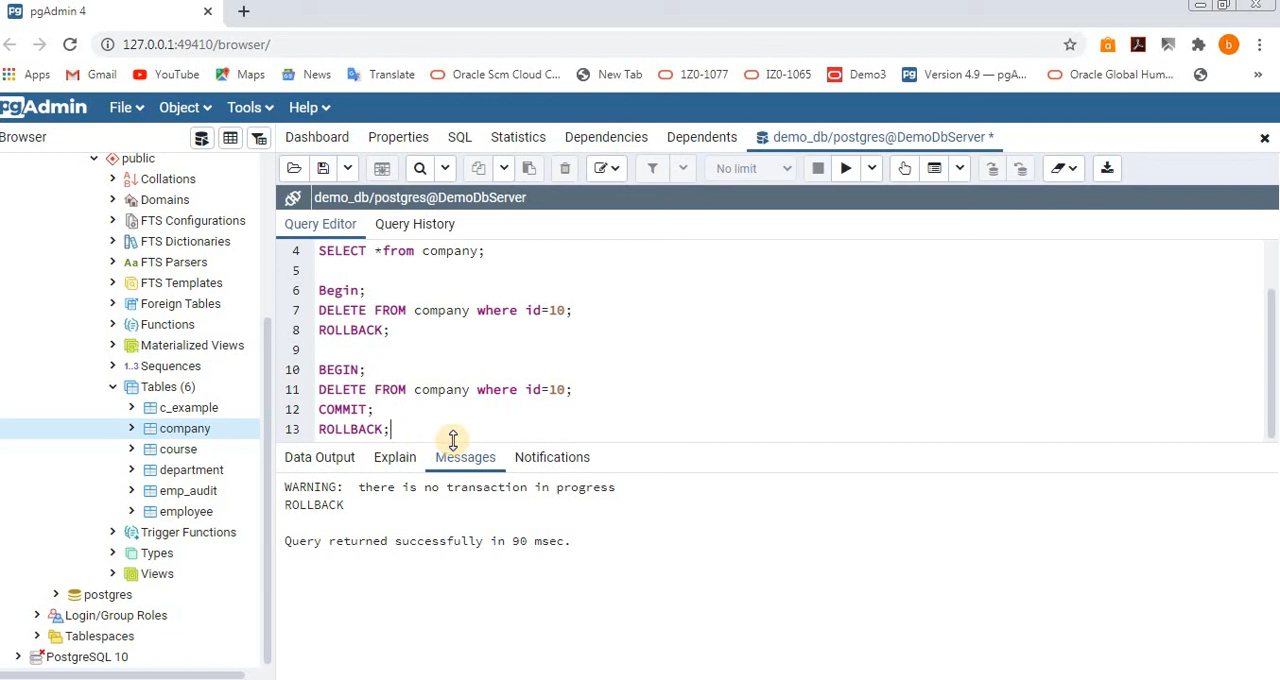 pgAdmin 4
127.0.0.1:49410/browser/
Apps Gmail YouTube Maps News Translate Oracle Scm Cloud C... New Tab 1Z0-1077 IZ0-1065 Demo3 Version 4.9 — pgA... Oracle Global Hum... »
pgAdmin File Object Tools Help
Browser Dashboard Properties SQL Statistics Dependencies Dependents demo_db/postgres@DemoDbServer *
No limit
demo_db/postgres@DemoDbServer
Query Editor Query History
public
Collations
Domains
FTS Configurations
FTS Dictionaries
FTS Parsers
FTS Templates
Foreign Tables
Functions
Materialized Views
1..3 Sequences
Tables (6)
c_example
company
course
department
emp_audit
employee
Trigger Functions
Types
Views
postgres
Login/Group Roles
Tablespaces
PostgreSQL 10
4 SELECT *from company;
5
6 Begin;
7 DELETE FROM company where id=10;
8 ROLLBACK;
9
10 BEGIN;
11 DELETE FROM company where id=10;
12 COMMIT;
13 ROLLBACK;
Data Output Explain Messages Notifications
WARNING:  there is no transaction in progress
ROLLBACK
Query returned successfully in 90 msec.